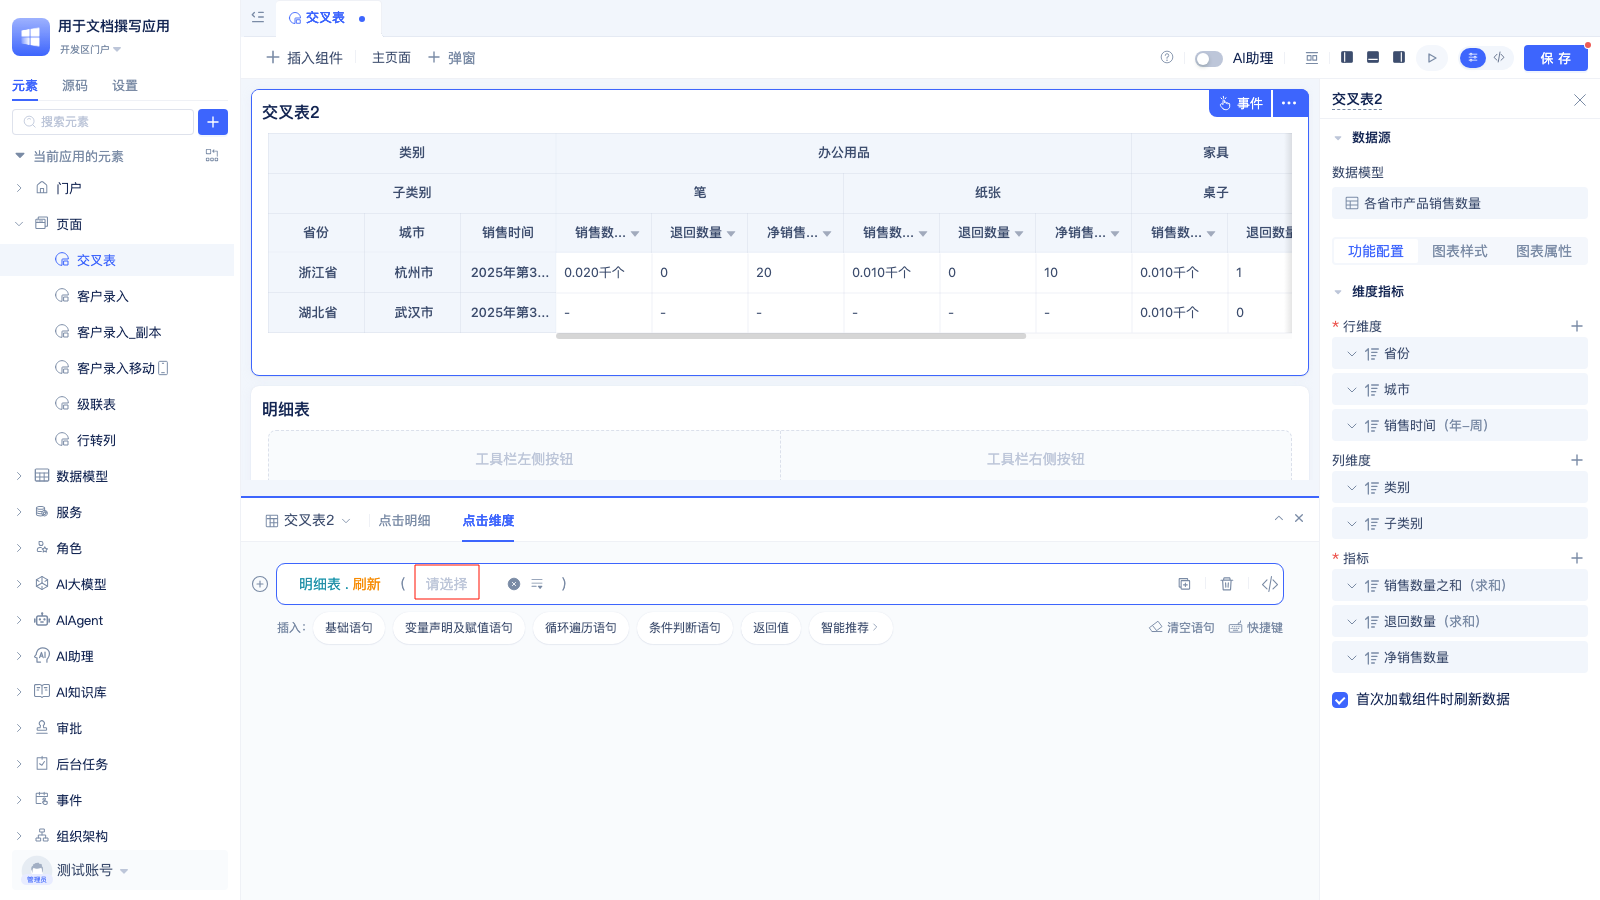 用于文档撰写应用
开发区门户
元素 源码 设置
搜索元素
当前应用的元素
门户
页面
交叉表
客户录入
客户录入_副本
客户录入移动
级联表
行转列
数据模型
服务
角色
AI大模型
AIAgent
AI助理
AI知识库
审批
后台任务
事件
组织架构
测试账号
管理员
交叉表
插入组件 主页面 弹窗
AI助理
保 存
交叉表2
事件
类别 办公用品 家具
子类别 笔 纸张 桌子
省份 城市 销售时间 销售数... 退回数量 净销售... 销售数... 退回数量 净销售... 销售数... 退回数量
浙江省 杭州市 2025年第3... 0.020千个 0 20 0.010千个 0 10 0.010千个 1
湖北省 武汉市 2025年第3... - - - - - - 0.010千个 0
明细表
工具栏左侧按钮 工具栏右侧按钮
交叉表2 点击明细 点击维度
明细表 . 刷新 ( 请选择 )
插入: 基础语句 变量声明及赋值语句 循环遍历语句 条件判断语句 返回值 智能推荐 清空语句 快捷键
交叉表2
数据源
数据模型
各省市产品销售数量
功能配置 图表样式 图表属性
维度指标
* 行维度
省份
城市
销售时间（年-周）
列维度
类别
子类别
* 指标
销售数量之和（求和）
退回数量（求和）
净销售数量
首次加载组件时刷新数据